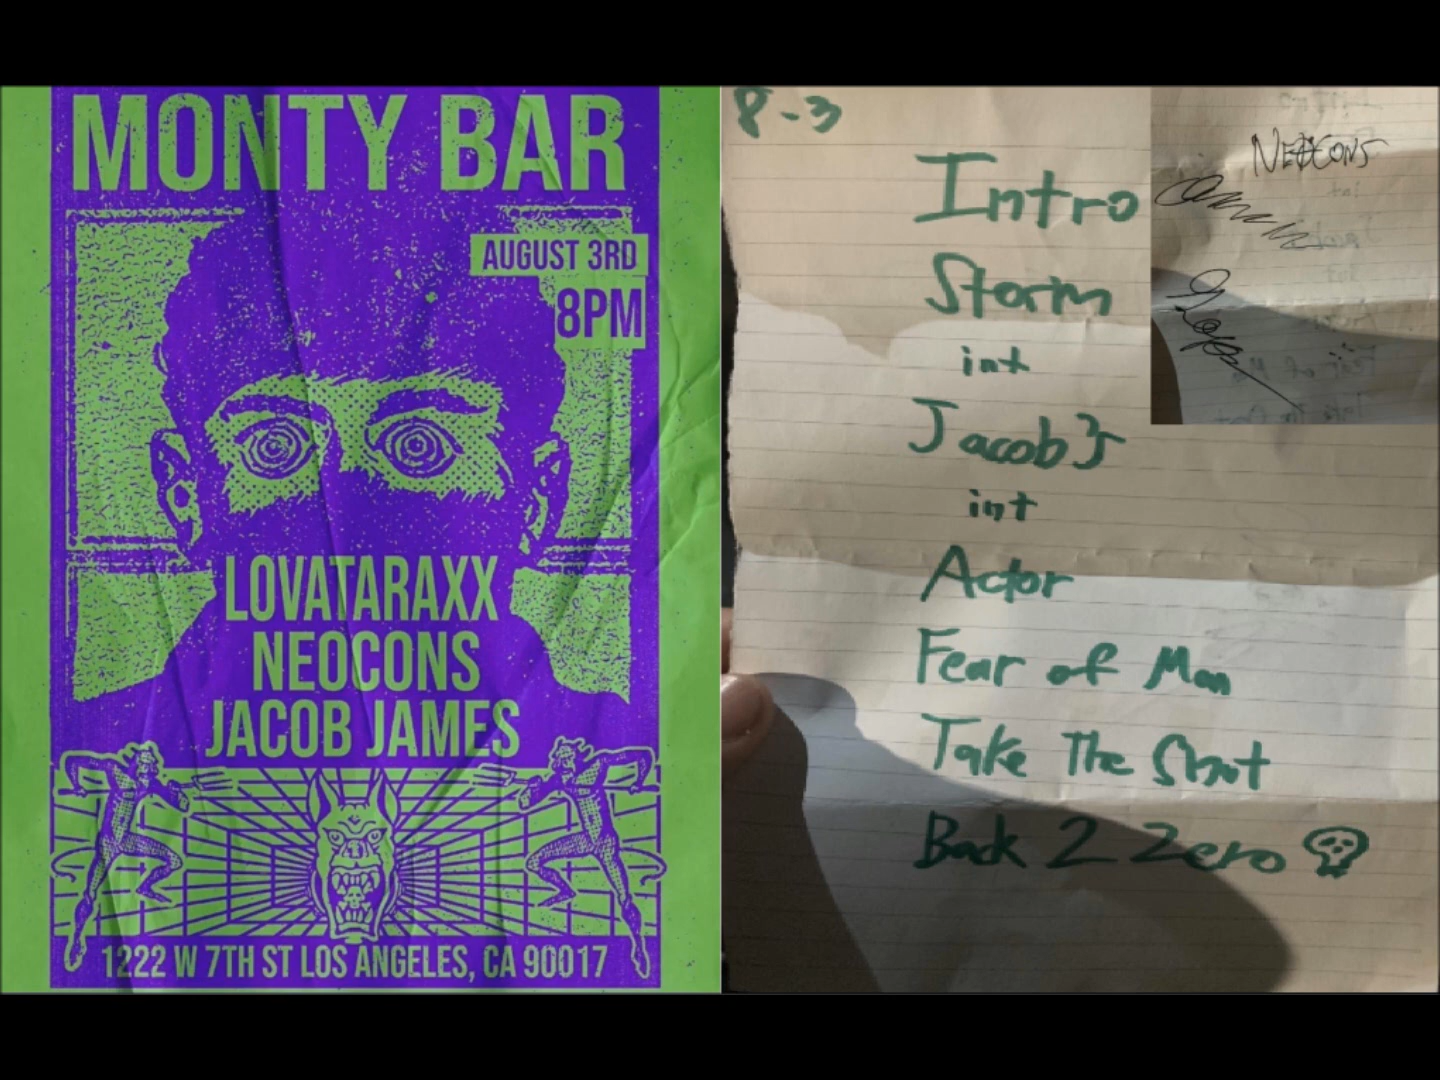 MONTY BAR
AUGUST 3RD
8PM
LOVATARAXX
NEOCONS
JACOB JAMES
1222 W 7TH ST LOS ANGELES, CA 90017
8-3
Intro
Storm
int
Jacob's
int
Actor
Fear of Man
Take The Shot
Back 2 Zero
NEOCONS